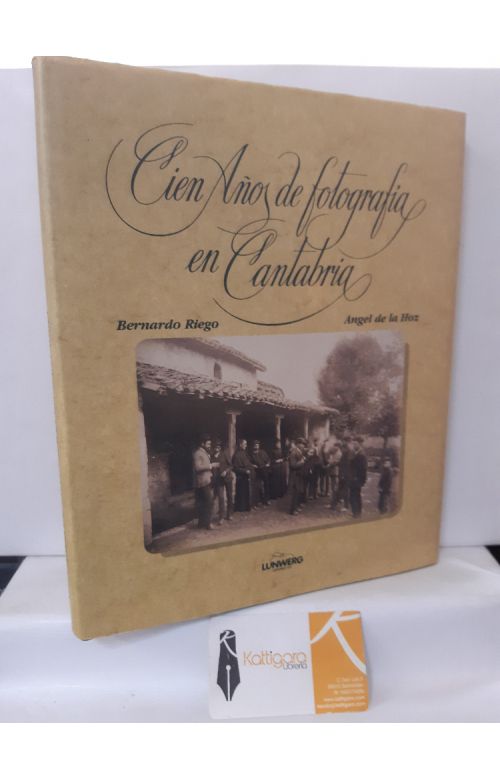 Cien Años de fotografía
en Cantabria
Bernardo Riego
Angel de la Hoz
LUNWERG
Kattigara
Librería